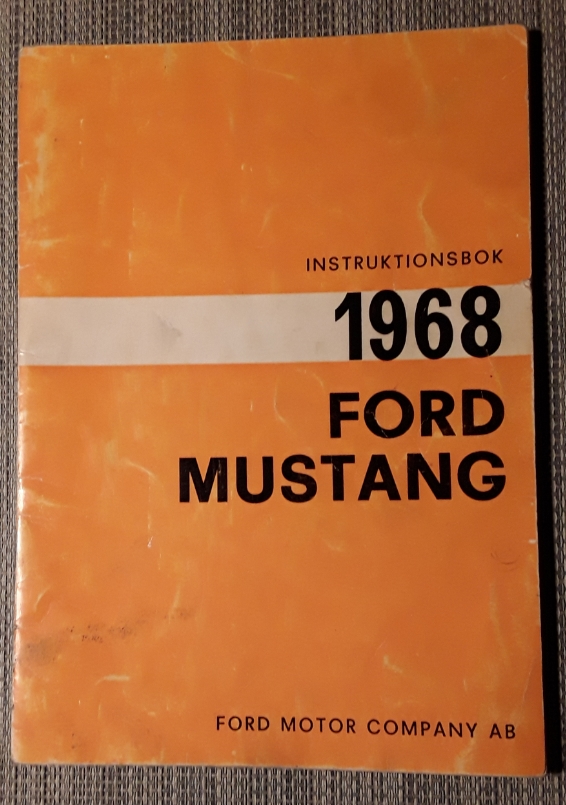 INSTRUKTIONSBOK
1968
FORD
MUSTANG
FORD MOTOR COMPANY AB